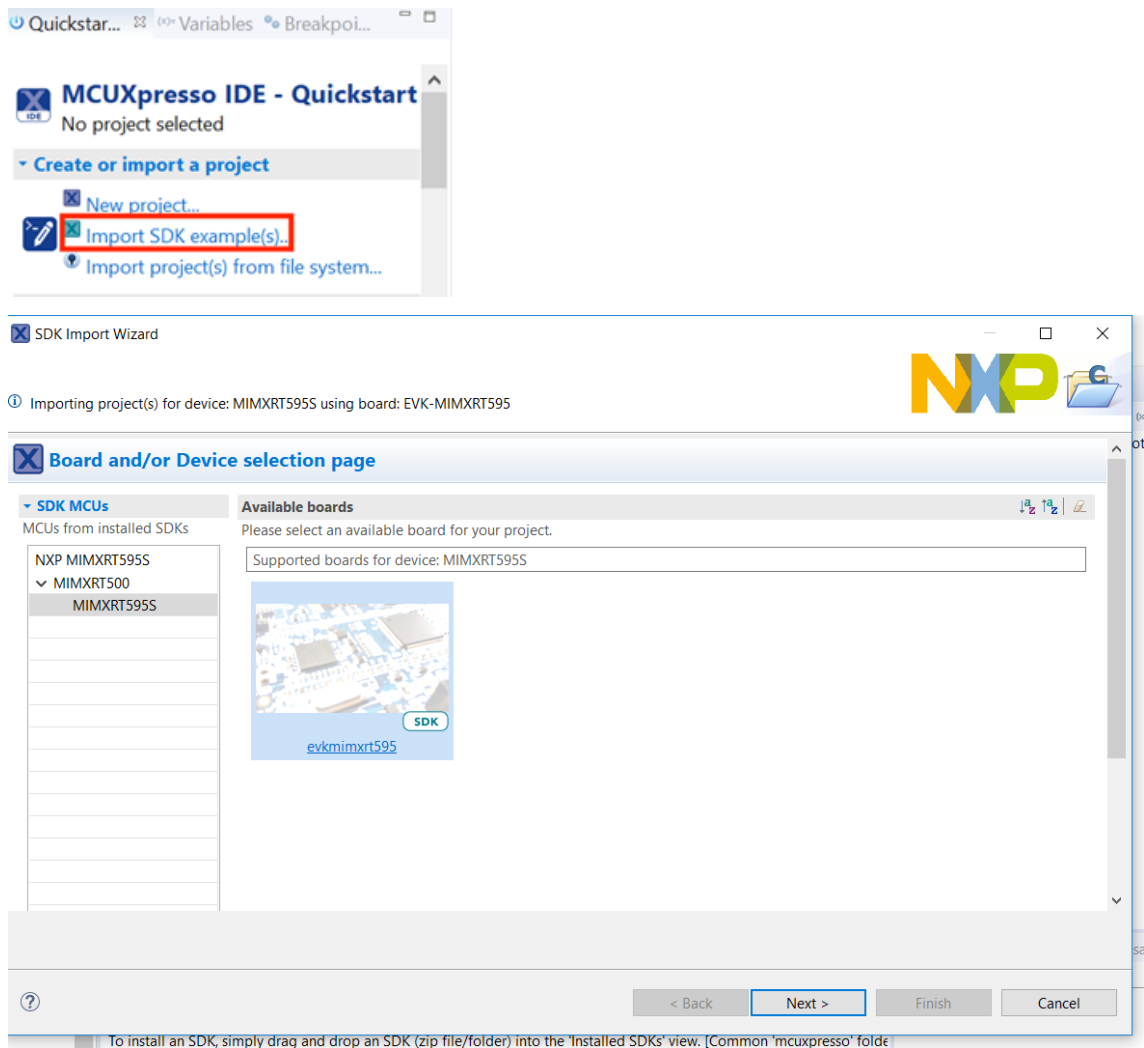 Quickstar... (x)= Variables Breakpoi...
MCUXpresso IDE - Quickstart
IDE
No project selected
Create or import a project
New project...
Import SDK example(s)..
Import project(s) from file system...
SDK Import Wizard
NXP
C
Importing project(s) for device: MIMXRT595S using board: EVK-MIMXRT595
Board and/or Device selection page
SDK MCUs
MCUs from installed SDKs
NXP MIMXRT595S
MIMXRT500
MIMXRT595S
Available boards
Please select an available board for your project.
Supported boards for device: MIMXRT595S
SDK
evkmimxrt595
< Back Next > Finish Cancel
To install an SDK, simply drag and drop an SDK (zip file/folder) into the 'Installed SDKs' view. [Common 'mcuxpresso' folde